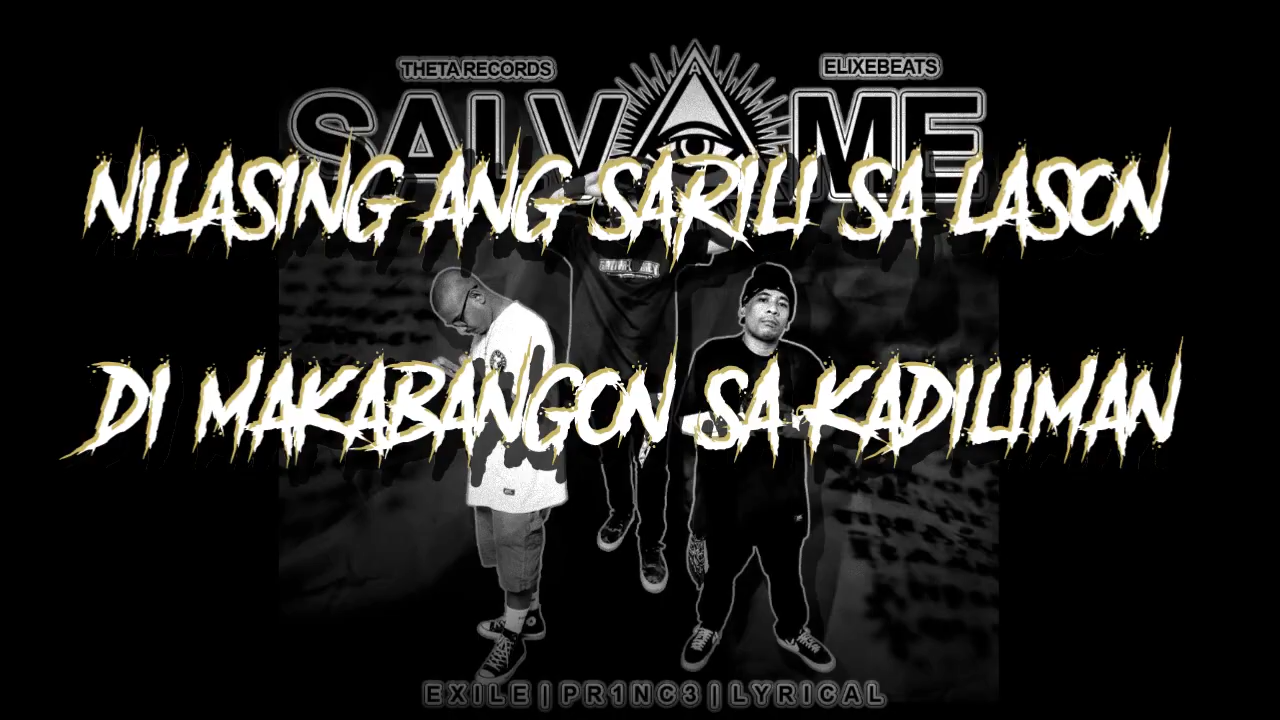 THETA RECORDS
ELIXEBEATS
SALVAME
NILASING ANG SARILI SA LASON
DI MAKABANGON SA KADILIMAN
EXILE | PR1NC3 | LYRICAL